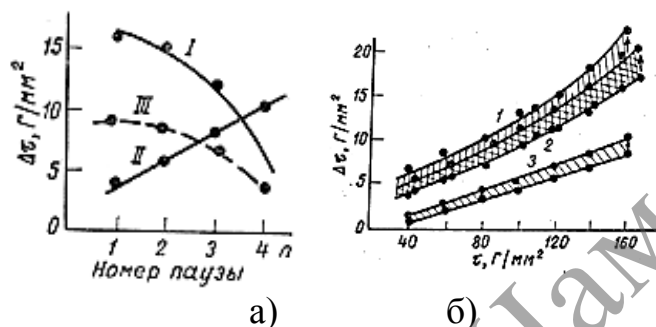 Δτ, Г/мм²
15
10
5
0
I
III
II
1 2 3 4 n
Номер паузы
а)
Δτ, Г/мм²
20
15
10
5
0
1
2
3
40 80 120 160
τ, Г/мм²
б)